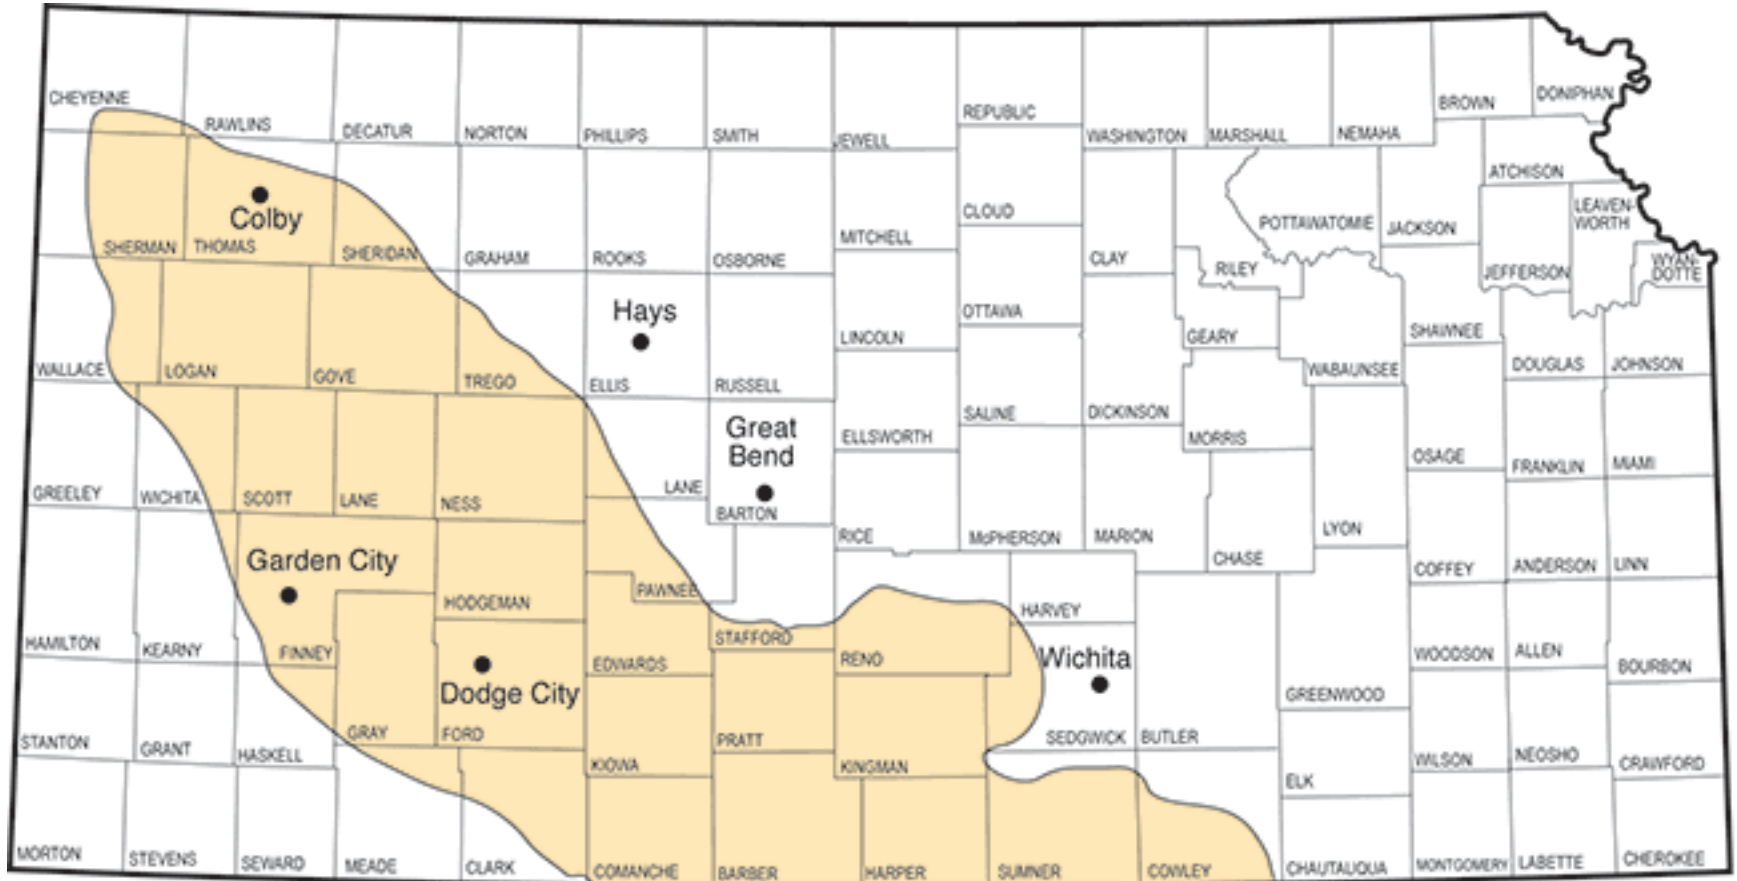 CHEYENNE
RAWLINS
DECATUR
NORTON
PHILLIPS
SMITH
JEWELL
REPUBLIC
WASHINGTON
MARSHALL
NEMAHA
BROWN
DONIPHAN
ATCHISON
SHERMAN
THOMAS
Colby
SHERIDAN
GRAHAM
ROOKS
OSBORNE
MITCHELL
CLOUD
CLAY
RILEY
POTTAWATOMIE
JACKSON
JEFFERSON
LEAVEN-
WORTH
WYAN-
DOTTE
WALLACE
LOGAN
GOVE
TREGO
Hays
ELLIS
RUSSELL
LINCOLN
OTTAWA
GEARY
WABAUNSEE
SHAWNEE
DOUGLAS
JOHNSON
GREELEY
WICHITA
SCOTT
LANE
NESS
LANE
Great
Bend
BARTON
ELLSWORTH
SALINE
DICKINSON
MORRIS
OSAGE
FRANKLIN
MIAMI
RICE
McPHERSON
MARION
CHASE
LYON
COFFEY
ANDERSON
LINN
HAMILTON
KEARNY
Garden City
FINNEY
HODGEMAN
PAWNEE
STAFFORD
EDWARDS
RENO
HARVEY
Wichita
SEDGWICK
BUTLER
GREENWOOD
WOODSON
ALLEN
BOURBON
STANTON
GRANT
HASKELL
GRAY
Dodge City
FORD
KIOWA
PRATT
KINGMAN
ELK
WILSON
NEOSHO
CRAWFORD
MORTON
STEVENS
SEWARD
MEADE
CLARK
COMANCHE
BARBER
HARPER
SUMNER
COWLEY
CHAUTAUQUA
MONTGOMERY
LABETTE
CHEROKEE